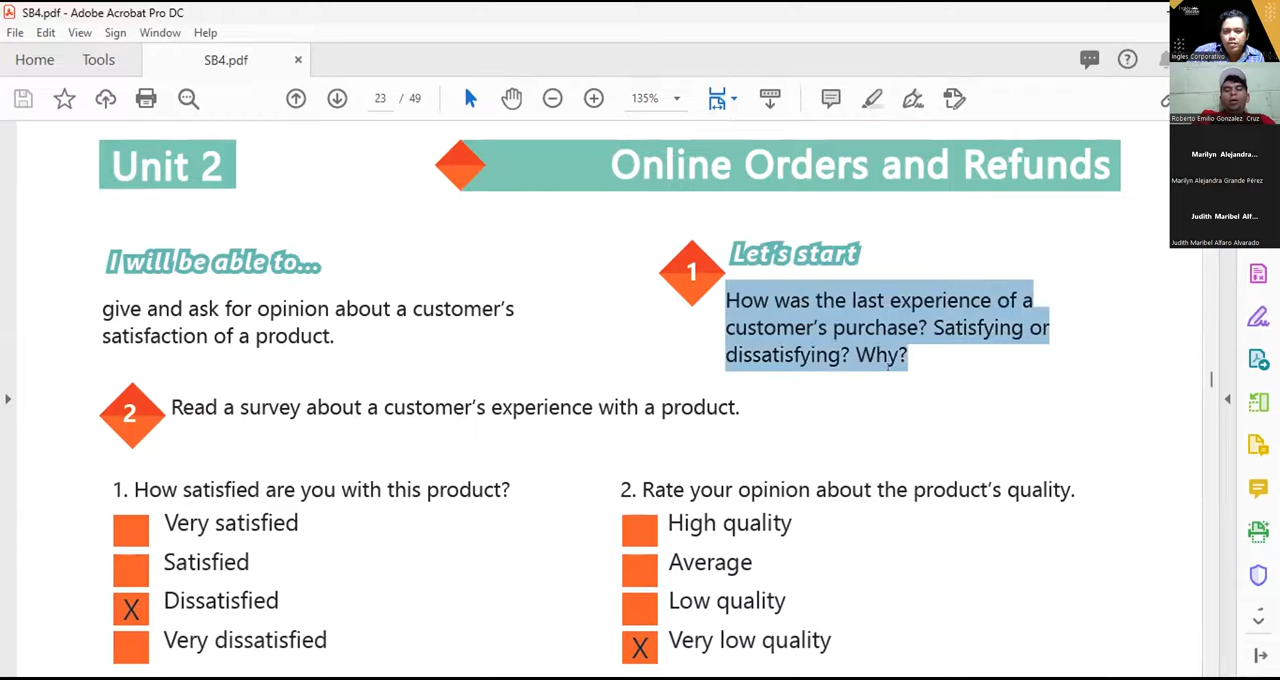 SB4.pdf - Adobe Acrobat Pro DC
File Edit View Sign Window Help
Home Tools SB4.pdf ×
23 / 49 135%
Ingles Corporativo
Roberto Emilio Gonzalez Cruz
Marilyn Alejandra...
Marilyn Alejandra Grande Pérez
Judith Maribel Alf...
Judith Maribel Alfaro Alvarado
Unit 2
Online Orders and Refunds
I will be able to...
give and ask for opinion about a customer's
satisfaction of a product.
1
Let's start
How was the last experience of a
customer's purchase? Satisfying or
dissatisfying? Why?
2
Read a survey about a customer's experience with a product.
1. How satisfied are you with this product?
Very satisfied
Satisfied
X Dissatisfied
Very dissatisfied
2. Rate your opinion about the product's quality.
High quality
Average
Low quality
X Very low quality